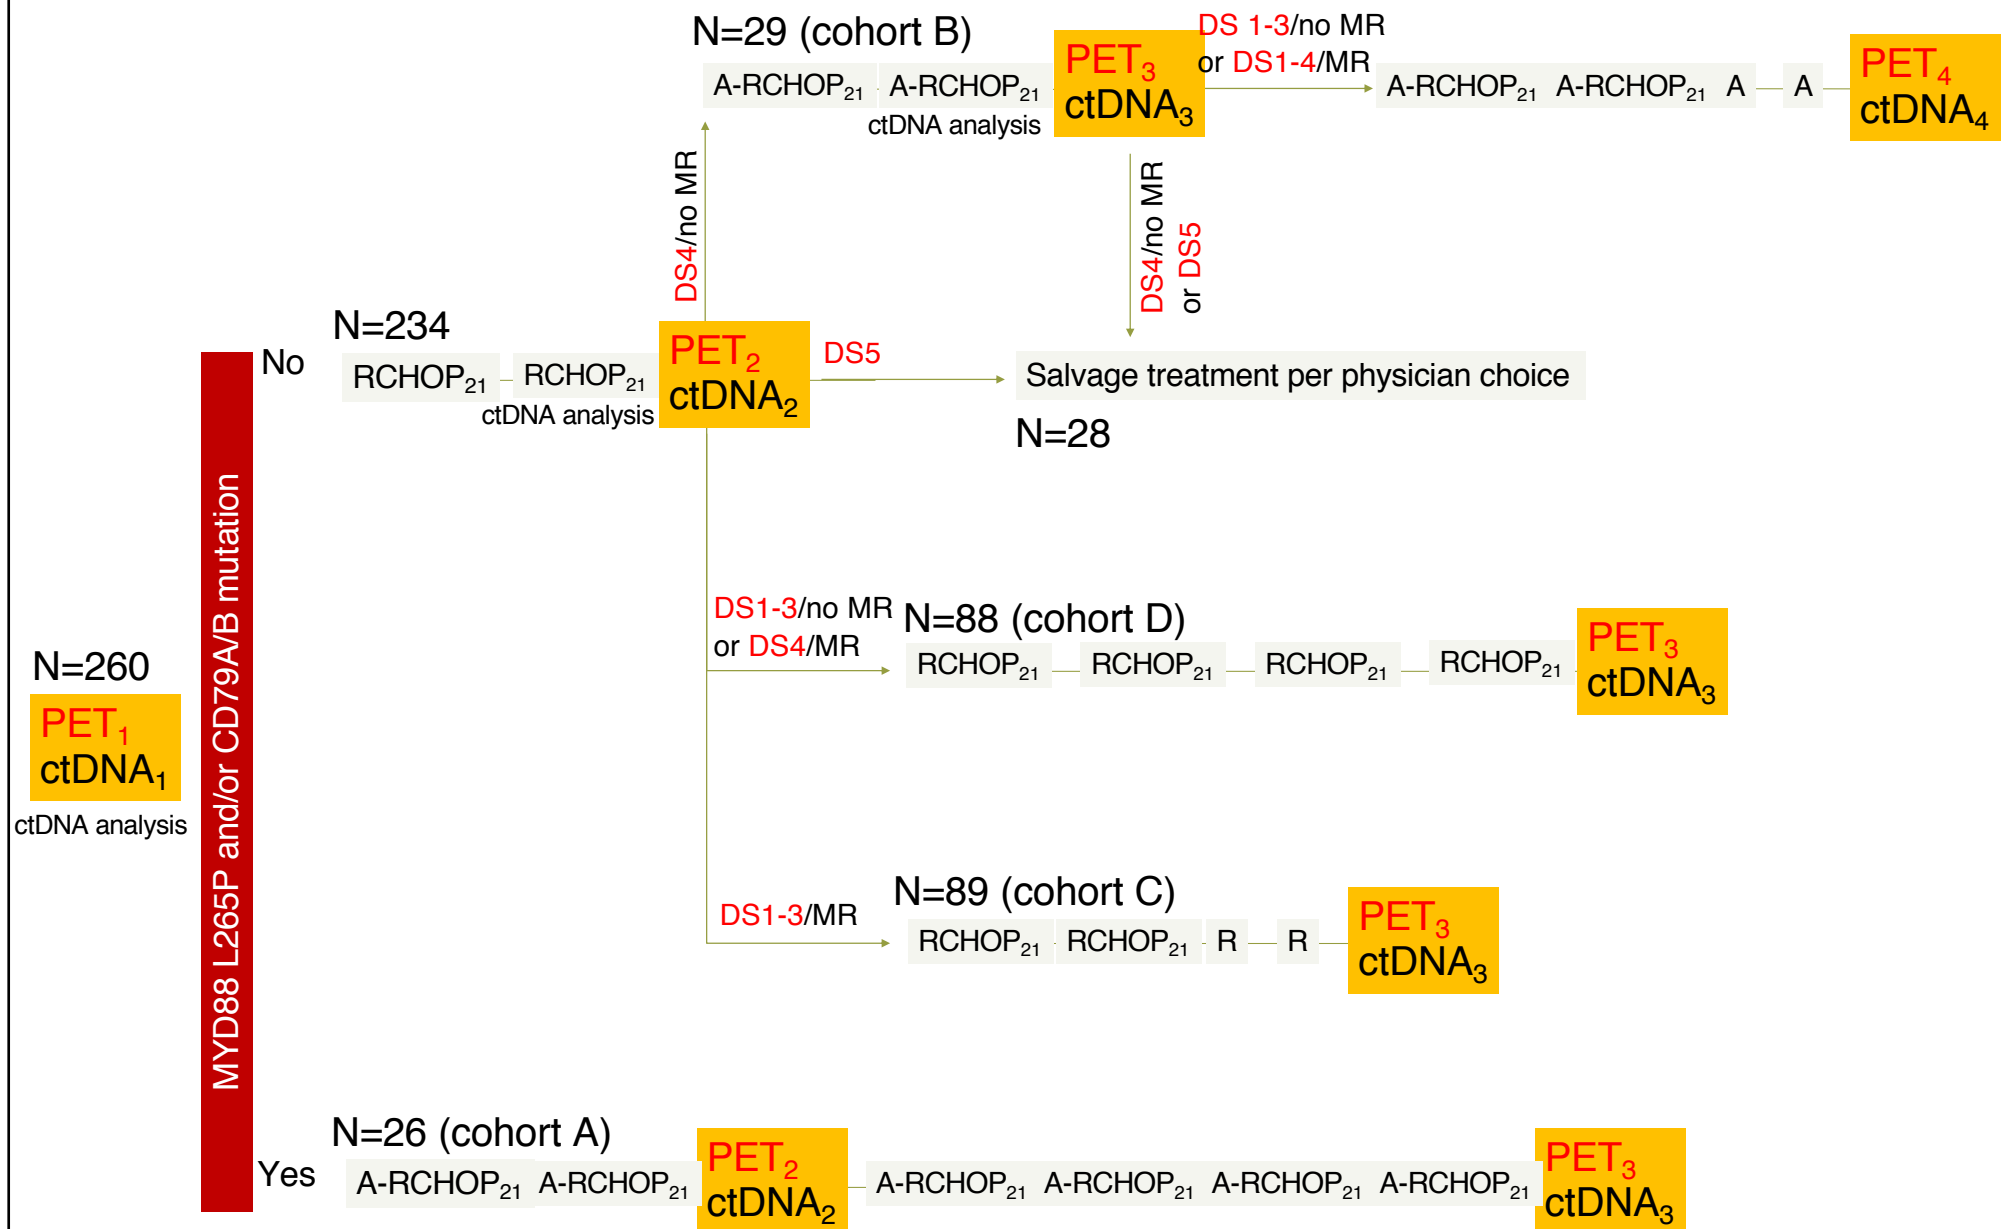 N=29 (cohort B)
A-RCHOP21 A-RCHOP21
ctDNA analysis
PET3
ctDNA3
DS 1-3/no MR
or DS1-4/MR
A-RCHOP21 A-RCHOP21 A A
PET4
ctDNA4
DS4/no MR
DS4/no MR
or DS5
No
N=234
RCHOP21 RCHOP21
ctDNA analysis
PET2
ctDNA2
DS5
Salvage treatment per physician choice
N=28
MYD88 L265P and/or CD79A/B mutation
DS1-3/no MR
or DS4/MR
N=88 (cohort D)
RCHOP21 RCHOP21 RCHOP21 RCHOP21
PET3
ctDNA3
N=260
PET1
ctDNA1
ctDNA analysis
DS1-3/MR
N=89 (cohort C)
RCHOP21 RCHOP21 R R
PET3
ctDNA3
Yes
N=26 (cohort A)
A-RCHOP21 A-RCHOP21
PET2
ctDNA2
A-RCHOP21 A-RCHOP21 A-RCHOP21 A-RCHOP21
PET3
ctDNA3